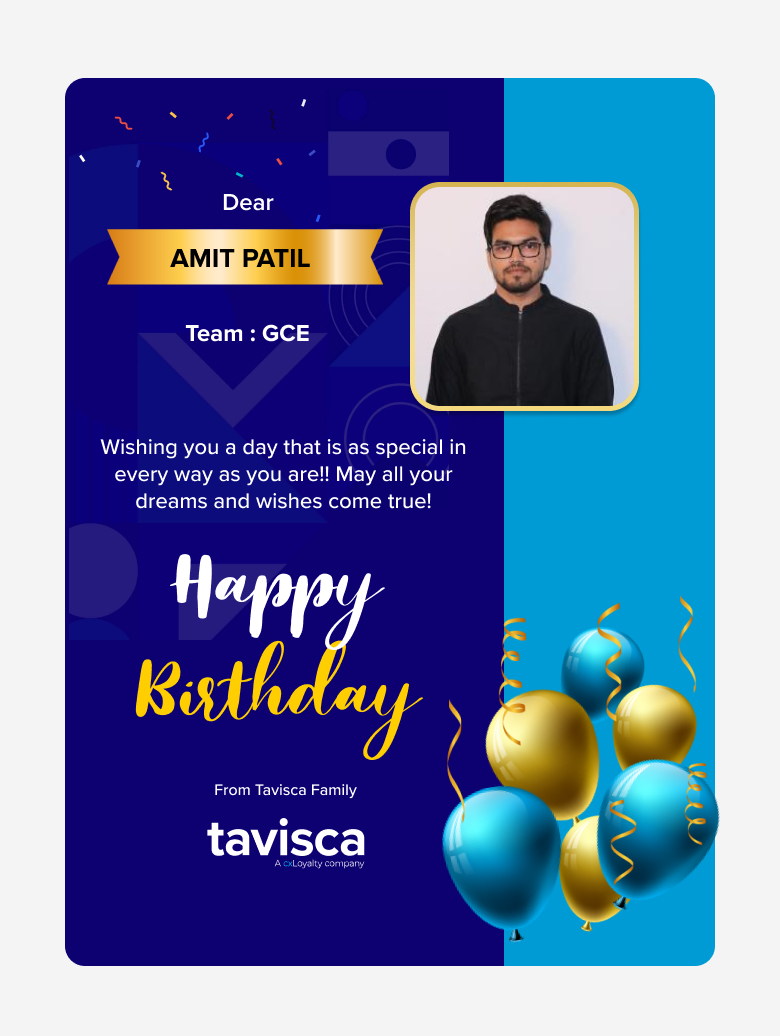 Dear
AMIT PATIL
Team : GCE
Wishing you a day that is as special in
every way as you are!! May all your
dreams and wishes come true!
Happy
Birthday
From Tavisca Family
tavisca
A cxLoyalty company